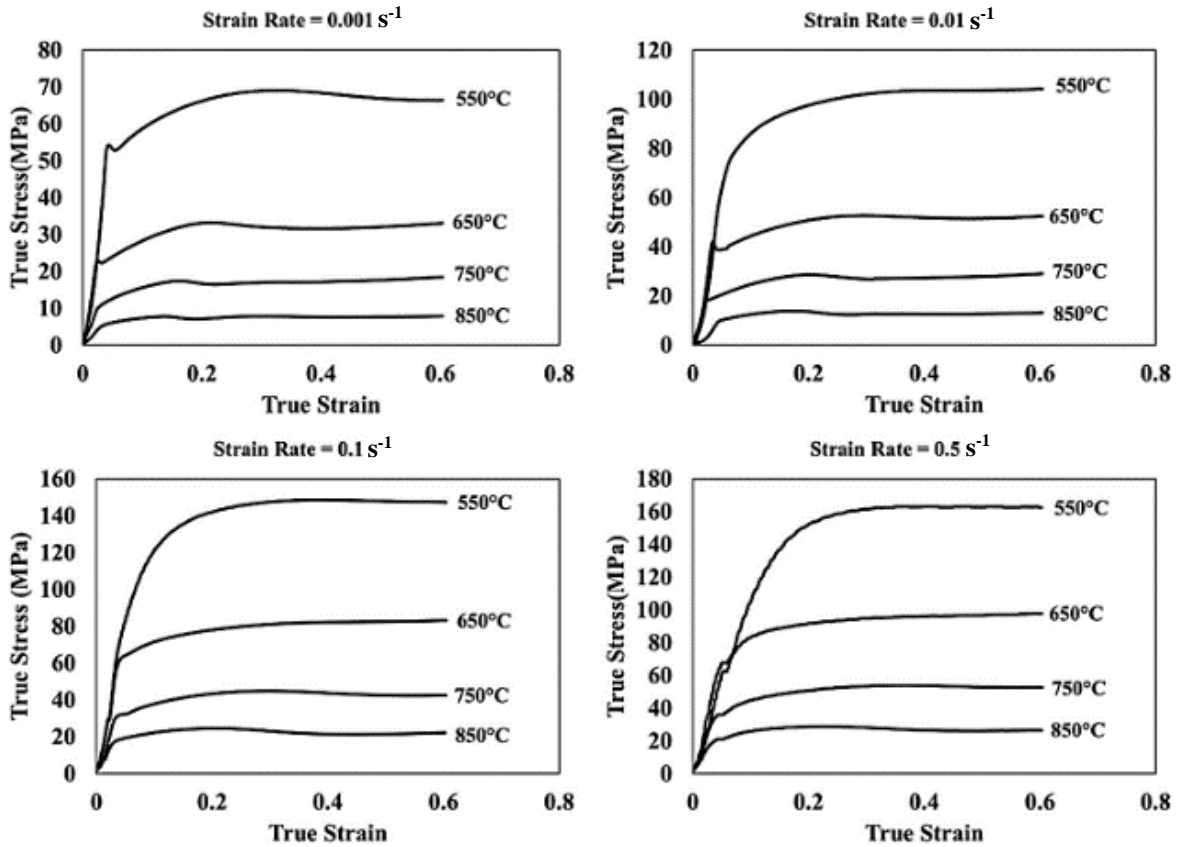 Strain Rate = 0.001 s⁻¹
80
70
60
50
40
30
20
10
0
True Stress(MPa)
550°C
650°C
750°C
850°C
0 0.2 0.4 0.6 0.8
True Strain
Strain Rate = 0.01 s⁻¹
120
100
80
60
40
20
0
True Stress(MPa)
550°C
650°C
750°C
850°C
0 0.2 0.4 0.6 0.8
True Strain
Strain Rate = 0.1 s⁻¹
160
140
120
100
80
60
40
20
0
True Stress (MPa)
550°C
650°C
750°C
850°C
0 0.2 0.4 0.6 0.8
True Strain
Strain Rate = 0.5 s⁻¹
180
160
140
120
100
80
60
40
20
0
True Stress(MPa)
550°C
650°C
750°C
850°C
0 0.2 0.4 0.6 0.8
True Strain